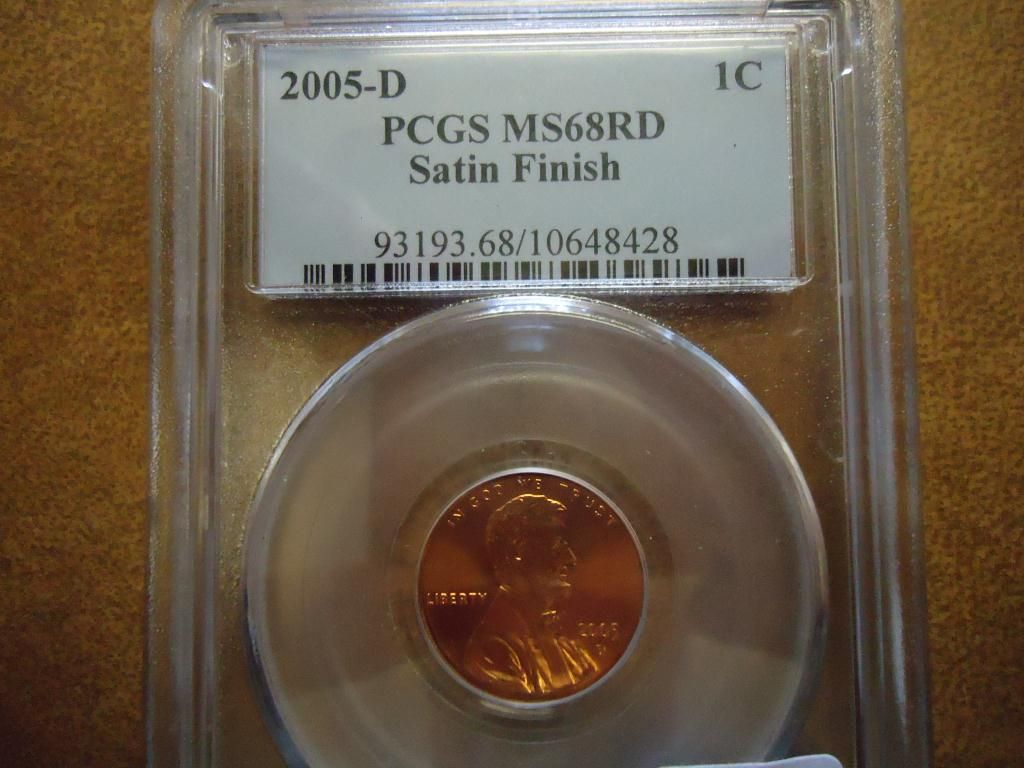 2005-D 1C
PCGS MS68RD
Satin Finish
93193.68/10648428
IN GOD WE TRUST
LIBERTY
2005
D